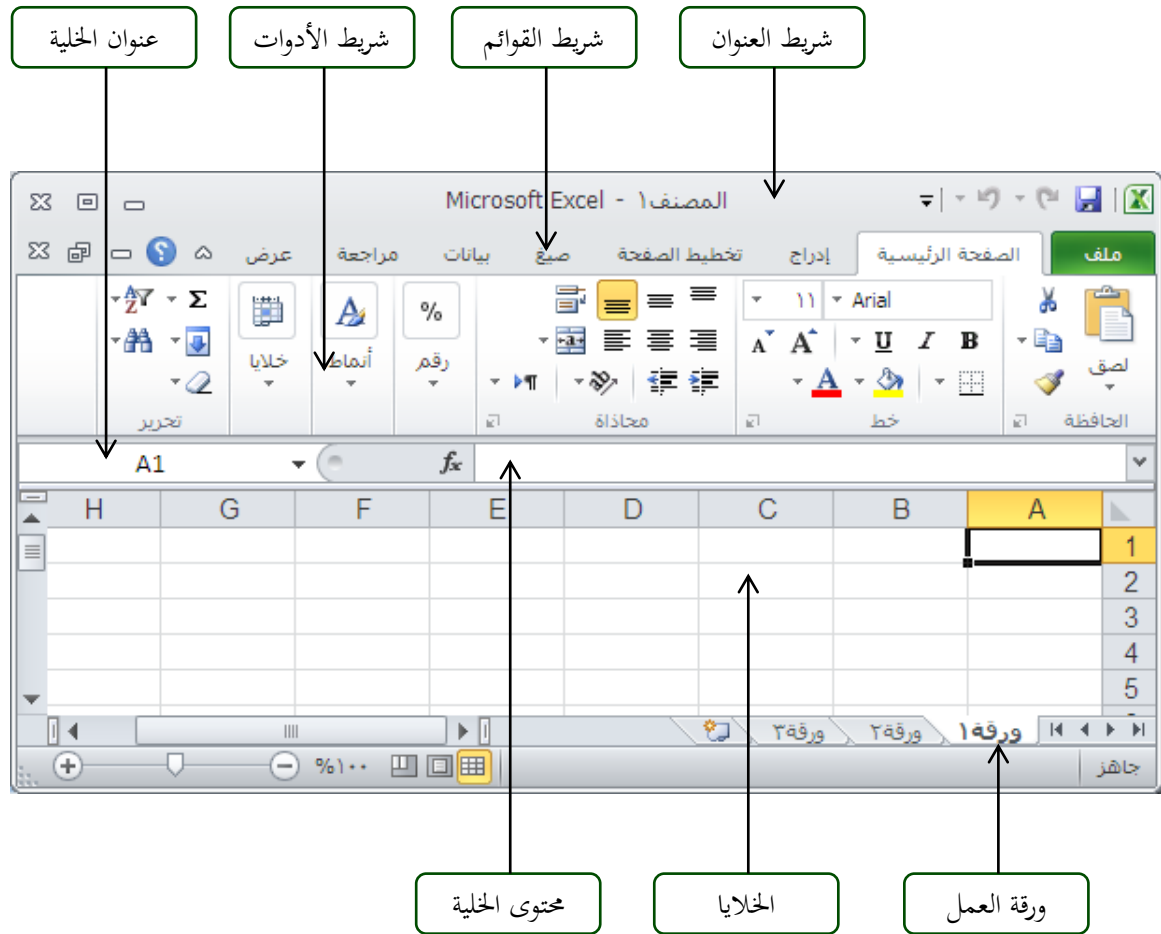 شريط العنوان
شريط القوائم
شريط الأدوات
عنوان الخلية
المصنف١ - Microsoft Excel
ملف
الصفحة الرئيسية
إدراج
تخطيط الصفحة
صيغ
بيانات
مراجعة
عرض
لصق
الحافظة
Arial
١١
B I U
A A
A
خط
محاذاة
%
رقم
أنماط
خلايا
Σ
تحرير
A1
fx
A B C D E F G H
1
2
3
4
5
ورقة١ ورقة٢ ورقة٣
جاهز
%١٠٠
ورقة العمل
الخلايا
محتوى الخلية